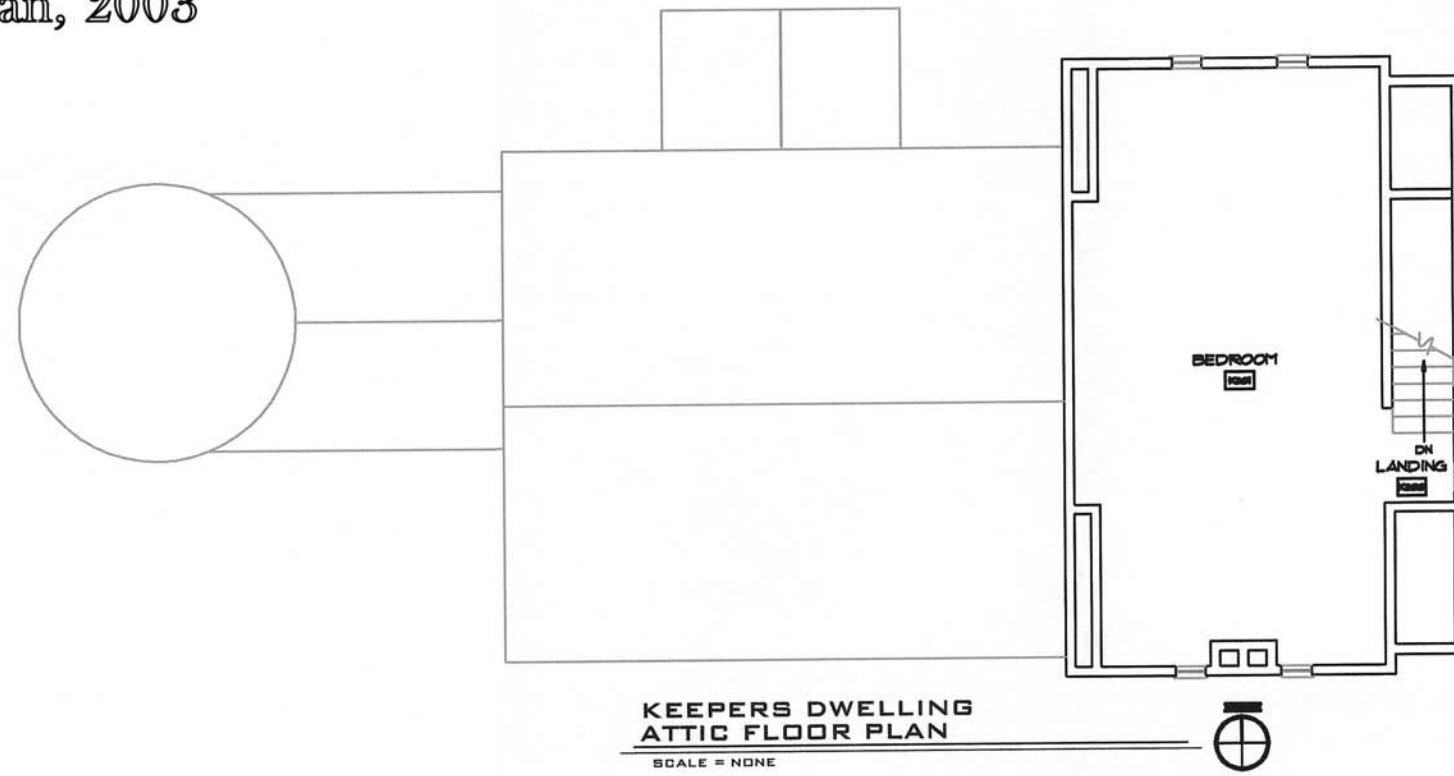 an, 2003
BEDROOM
DN
LANDING
KEEPERS DWELLING
ATTIC FLOOR PLAN
SCALE = NONE